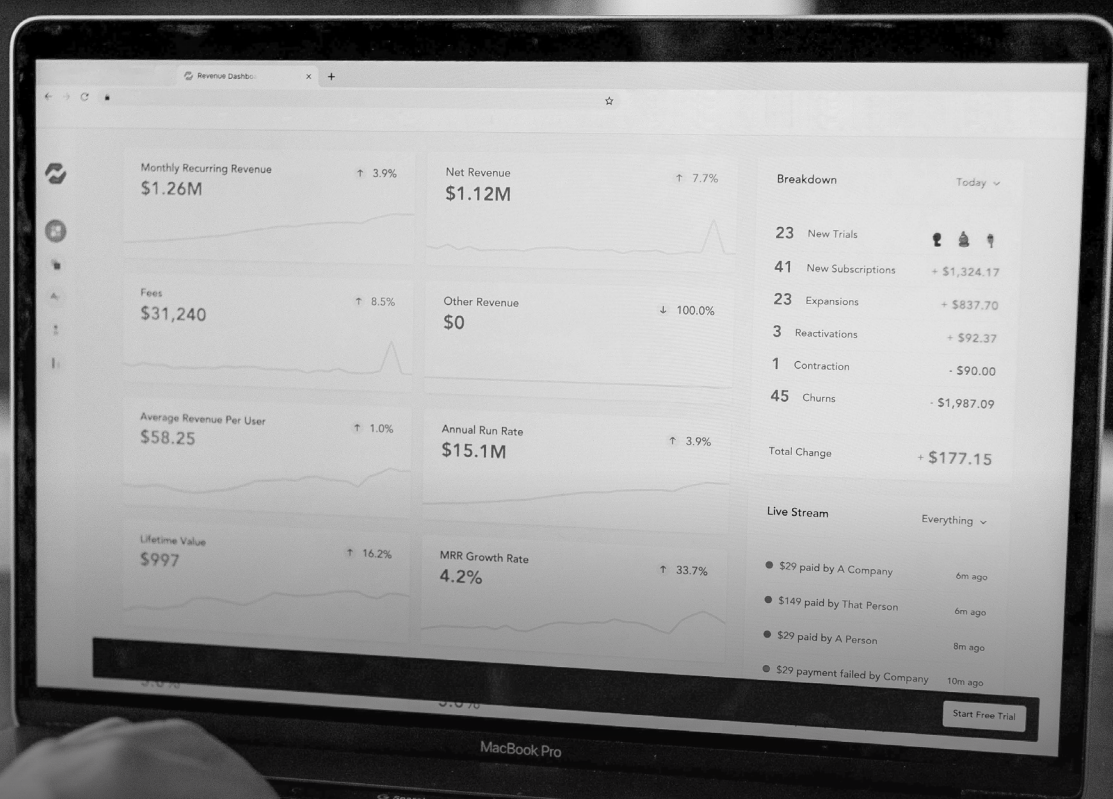 Revenue Dashbo
Monthly Recurring Revenue
↑ 3.9%
$1.26M
Net Revenue
↑ 7.7%
$1.12M
Fees
↑ 8.5%
$31,240
Other Revenue
↓ 100.0%
$0
Average Revenue Per User
↑ 1.0%
$58.25
Annual Run Rate
↑ 3.9%
$15.1M
Lifetime Value
↑ 16.2%
$997
MRR Growth Rate
↑ 33.7%
4.2%
Breakdown Today
23 New Trials
41 New Subscriptions + $1,324.17
23 Expansions + $837.70
3 Reactivations + $92.37
1 Contraction - $90.00
45 Churns - $1,987.09
Total Change + $177.15
Live Stream Everything
$29 paid by A Company 6m ago
$149 paid by That Person 6m ago
$29 paid by A Person 8m ago
$29 payment failed by Company 10m ago
Start Free Trial
MacBook Pro